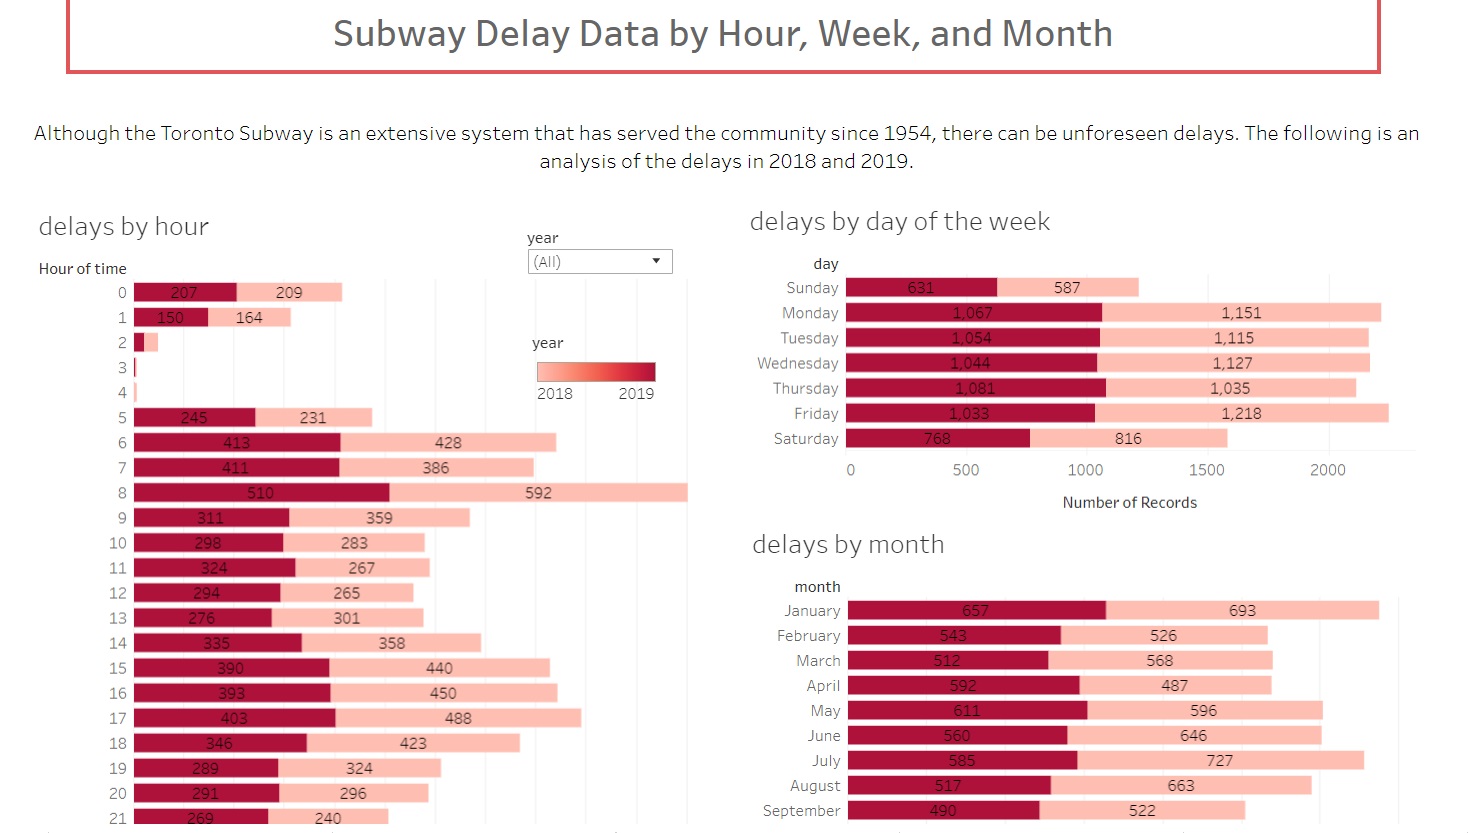 Subway Delay Data by Hour, Week, and Month
Although the Toronto Subway is an extensive system that has served the community since 1954, there can be unforeseen delays. The following is an
analysis of the delays in 2018 and 2019.
delays by hour
year
(All)
Hour of time
0 207 209
1 150 164
2
3
4
5 245 231
6 413 428
7 411 386
8 510 592
9 311 359
10 298 283
11 324 267
12 294 265
13 276 301
14 335 358
15 390 440
16 393 450
17 403 488
18 346 423
19 289 324
20 291 296
21 269 240
year
2018 2019
delays by day of the week
day
Sunday 631 587
Monday 1,067 1,151
Tuesday 1,054 1,115
Wednesday 1,044 1,127
Thursday 1,081 1,035
Friday 1,033 1,218
Saturday 768 816
0 500 1000 1500 2000
Number of Records
delays by month
month
January 657 693
February 543 526
March 512 568
April 592 487
May 611 596
June 560 646
July 585 727
August 517 663
September 490 522